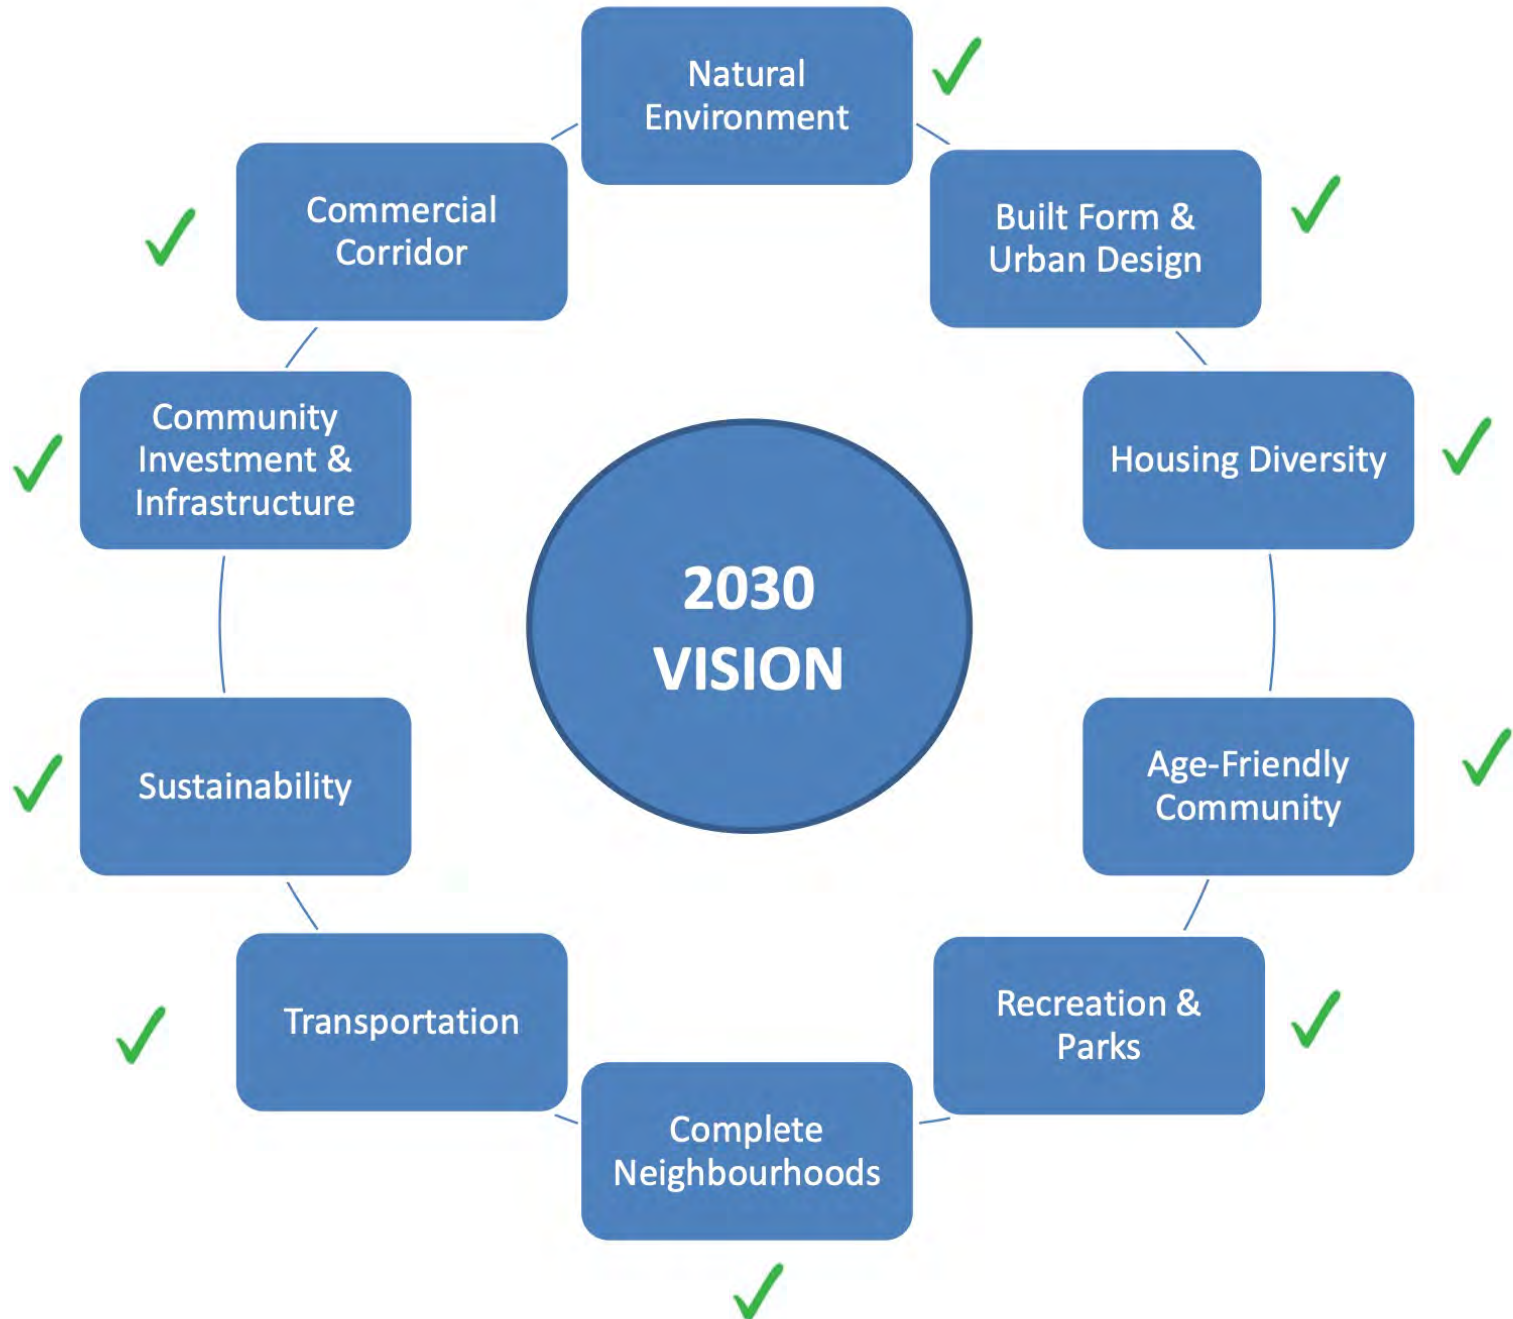 Natural
Environment
Built Form &
Urban Design
Housing Diversity
Age-Friendly
Community
Recreation &
Parks
Complete
Neighbourhoods
Transportation
Sustainability
Community
Investment &
Infrastructure
Commercial
Corridor
2030
VISION